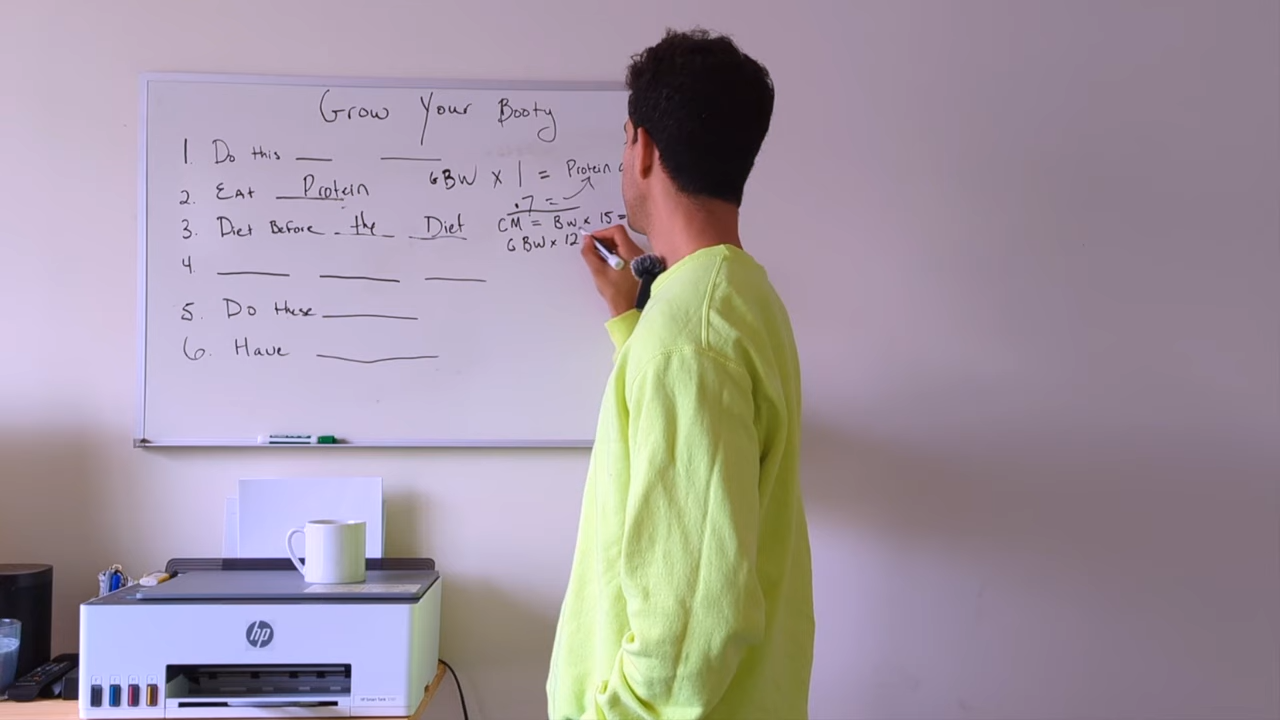 Grow Your Booty
1. Do this ___ ___
2. EAt Protein
3. Diet Before the Diet
4. ___ ___ ___
5. Do these ___
6. Have ___
GBW x 1 = Protein
.7 =
CM = BW x 15 =
GBW x 12
hp